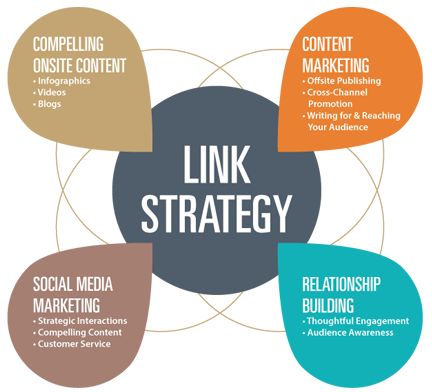 COMPELLING
ONSITE CONTENT
• Infographics
• Videos
• Blogs
CONTENT
MARKETING
• Offsite Publishing
• Cross-Channel
Promotion
• Writing for & Reaching
Your Audience
LINK
STRATEGY
SOCIAL MEDIA
MARKETING
• Strategic Interactions
• Compelling Content
• Customer Service
RELATIONSHIP
BUILDING
• Thoughtful Engagement
• Audience Awareness